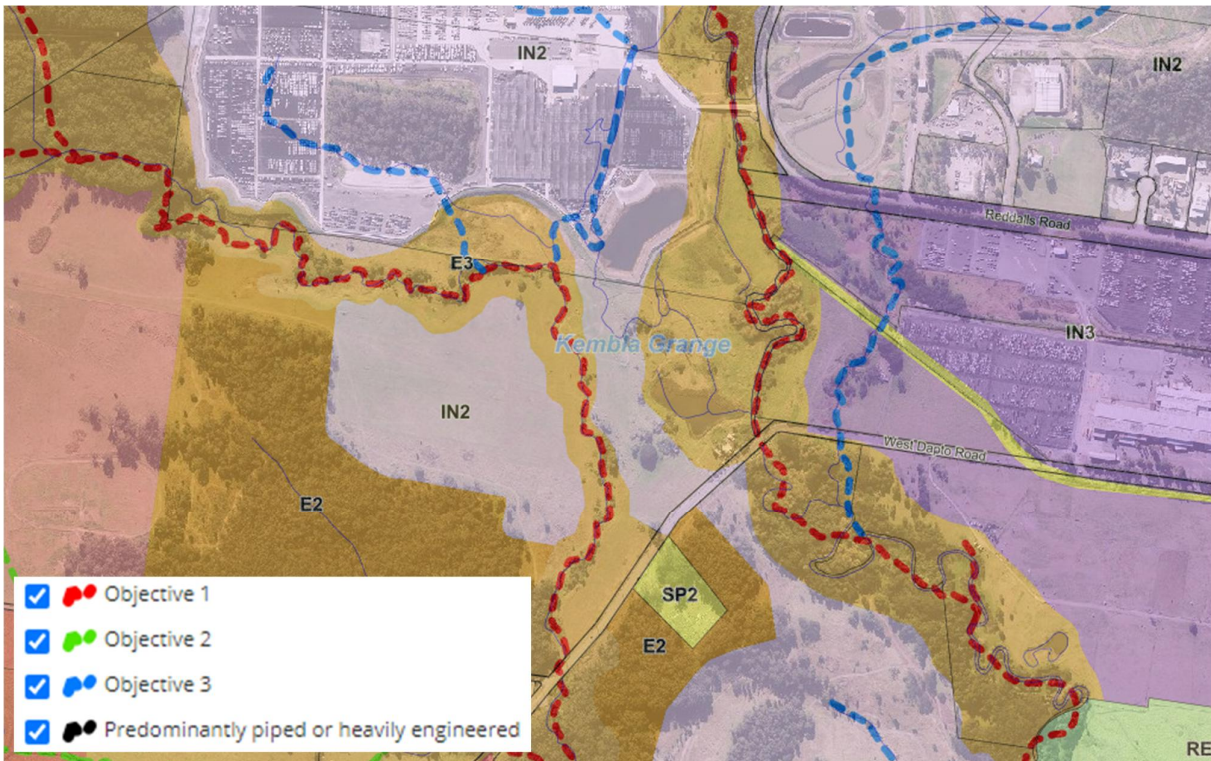 IN2
IN2
Reddalls Road
E3
IN3
Kembla Grange
IN2
West Dapto Road
E2
SP2
E2
Objective 1
Objective 2
Objective 3
Predominantly piped or heavily engineered
RE